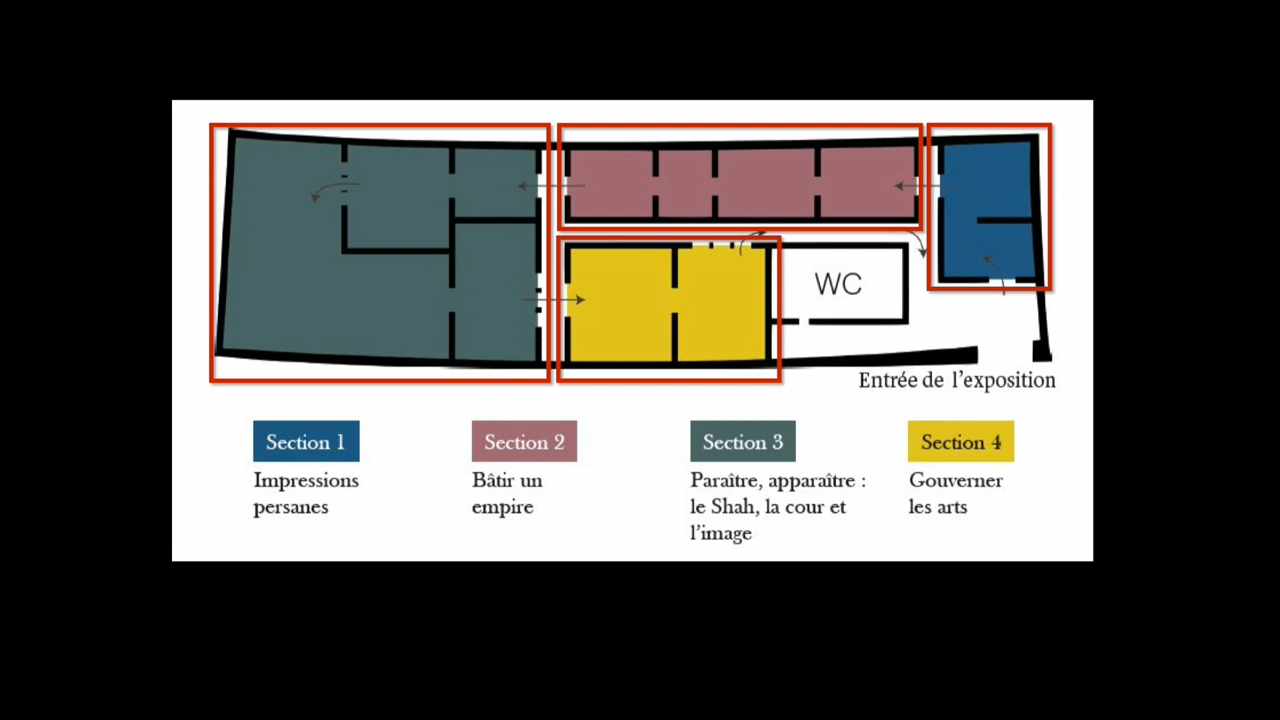 WC
Entrée de l'exposition
Section 1
Impressions
persanes
Section 2
Bâtir un
empire
Section 3
Paraître, apparaître :
le Shah, la cour et
l'image
Section 4
Gouverner
les arts